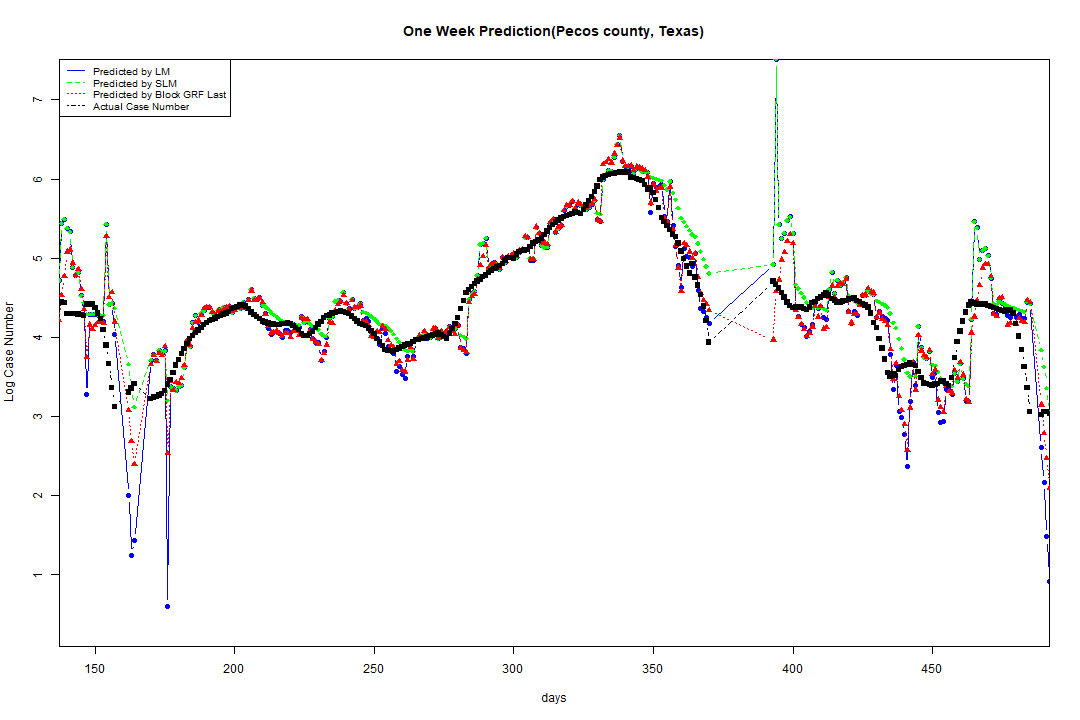 One Week Prediction(Pecos county, Texas)
Predicted by LM
Predicted by SLM
Predicted by Block GRF Last
Actual Case Number
Log Case Number
7
6
5
4
3
2
1
150 200 250 300 350 400 450
days